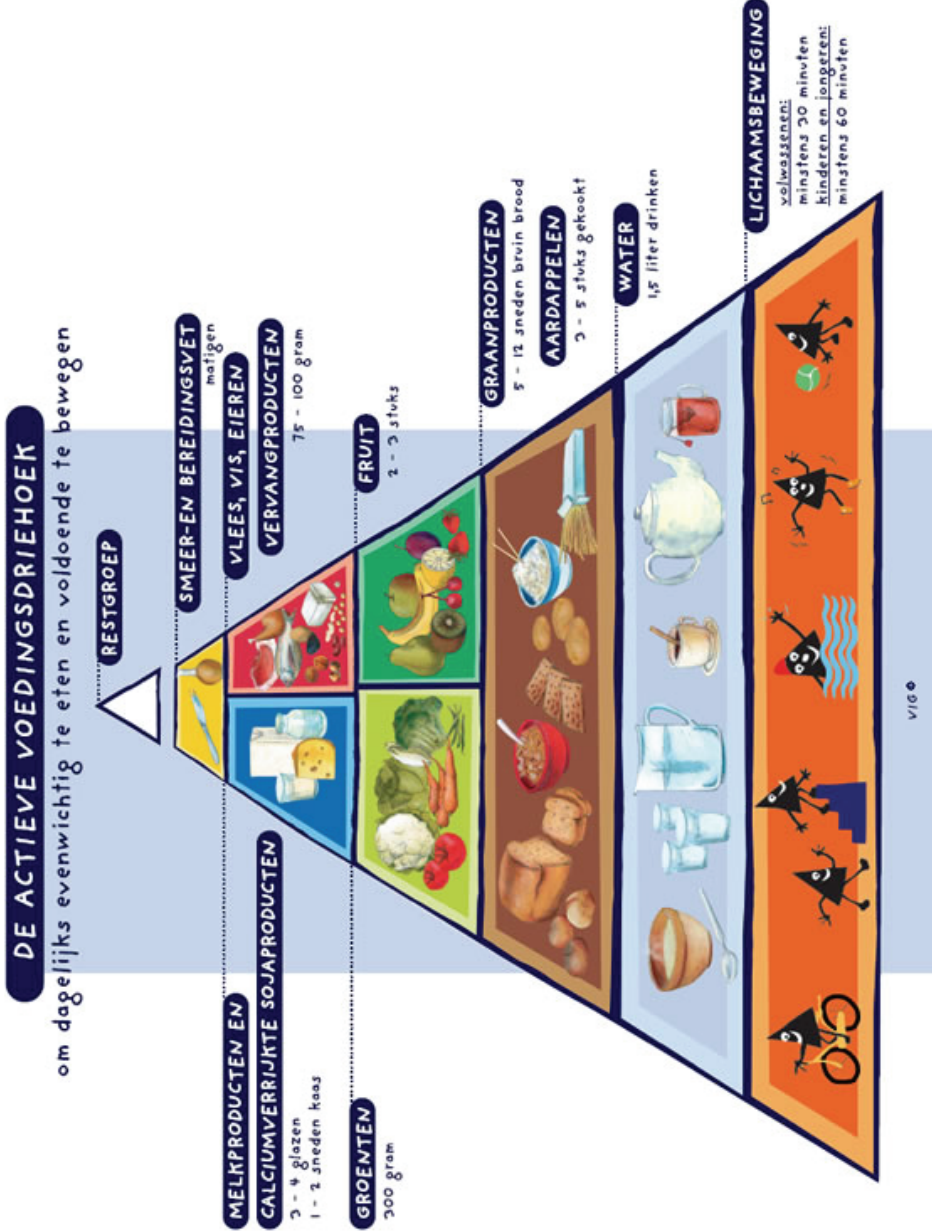 DE ACTIEVE VOEDINGSDRIEHOEK
om dagelijks evenwichtig te eten en voldoende te bewegen
RESTGROEP
SMEER-EN BEREIDINGSVET
matigen
VLEES, VIS, EIEREN
VERVANGPRODUCTEN
75 - 100 gram
MELKPRODUCTEN EN
CALCIUMVERRIJKTE SOJAPRODUCTEN
3 - 4 glazen
1 - 2 sneden kaas
FRUIT
2 - 3 stuks
GROENTEN
300 gram
GRAANPRODUCTEN
5 - 12 sneden bruin brood
AARDAPPELEN
3 - 5 stuks gekookt
WATER
1,5 liter drinken
LICHAAMSBEWEGING
volwassenen:
minstens 30 minuten
kinderen en jongeren:
minstens 60 minuten
VIG